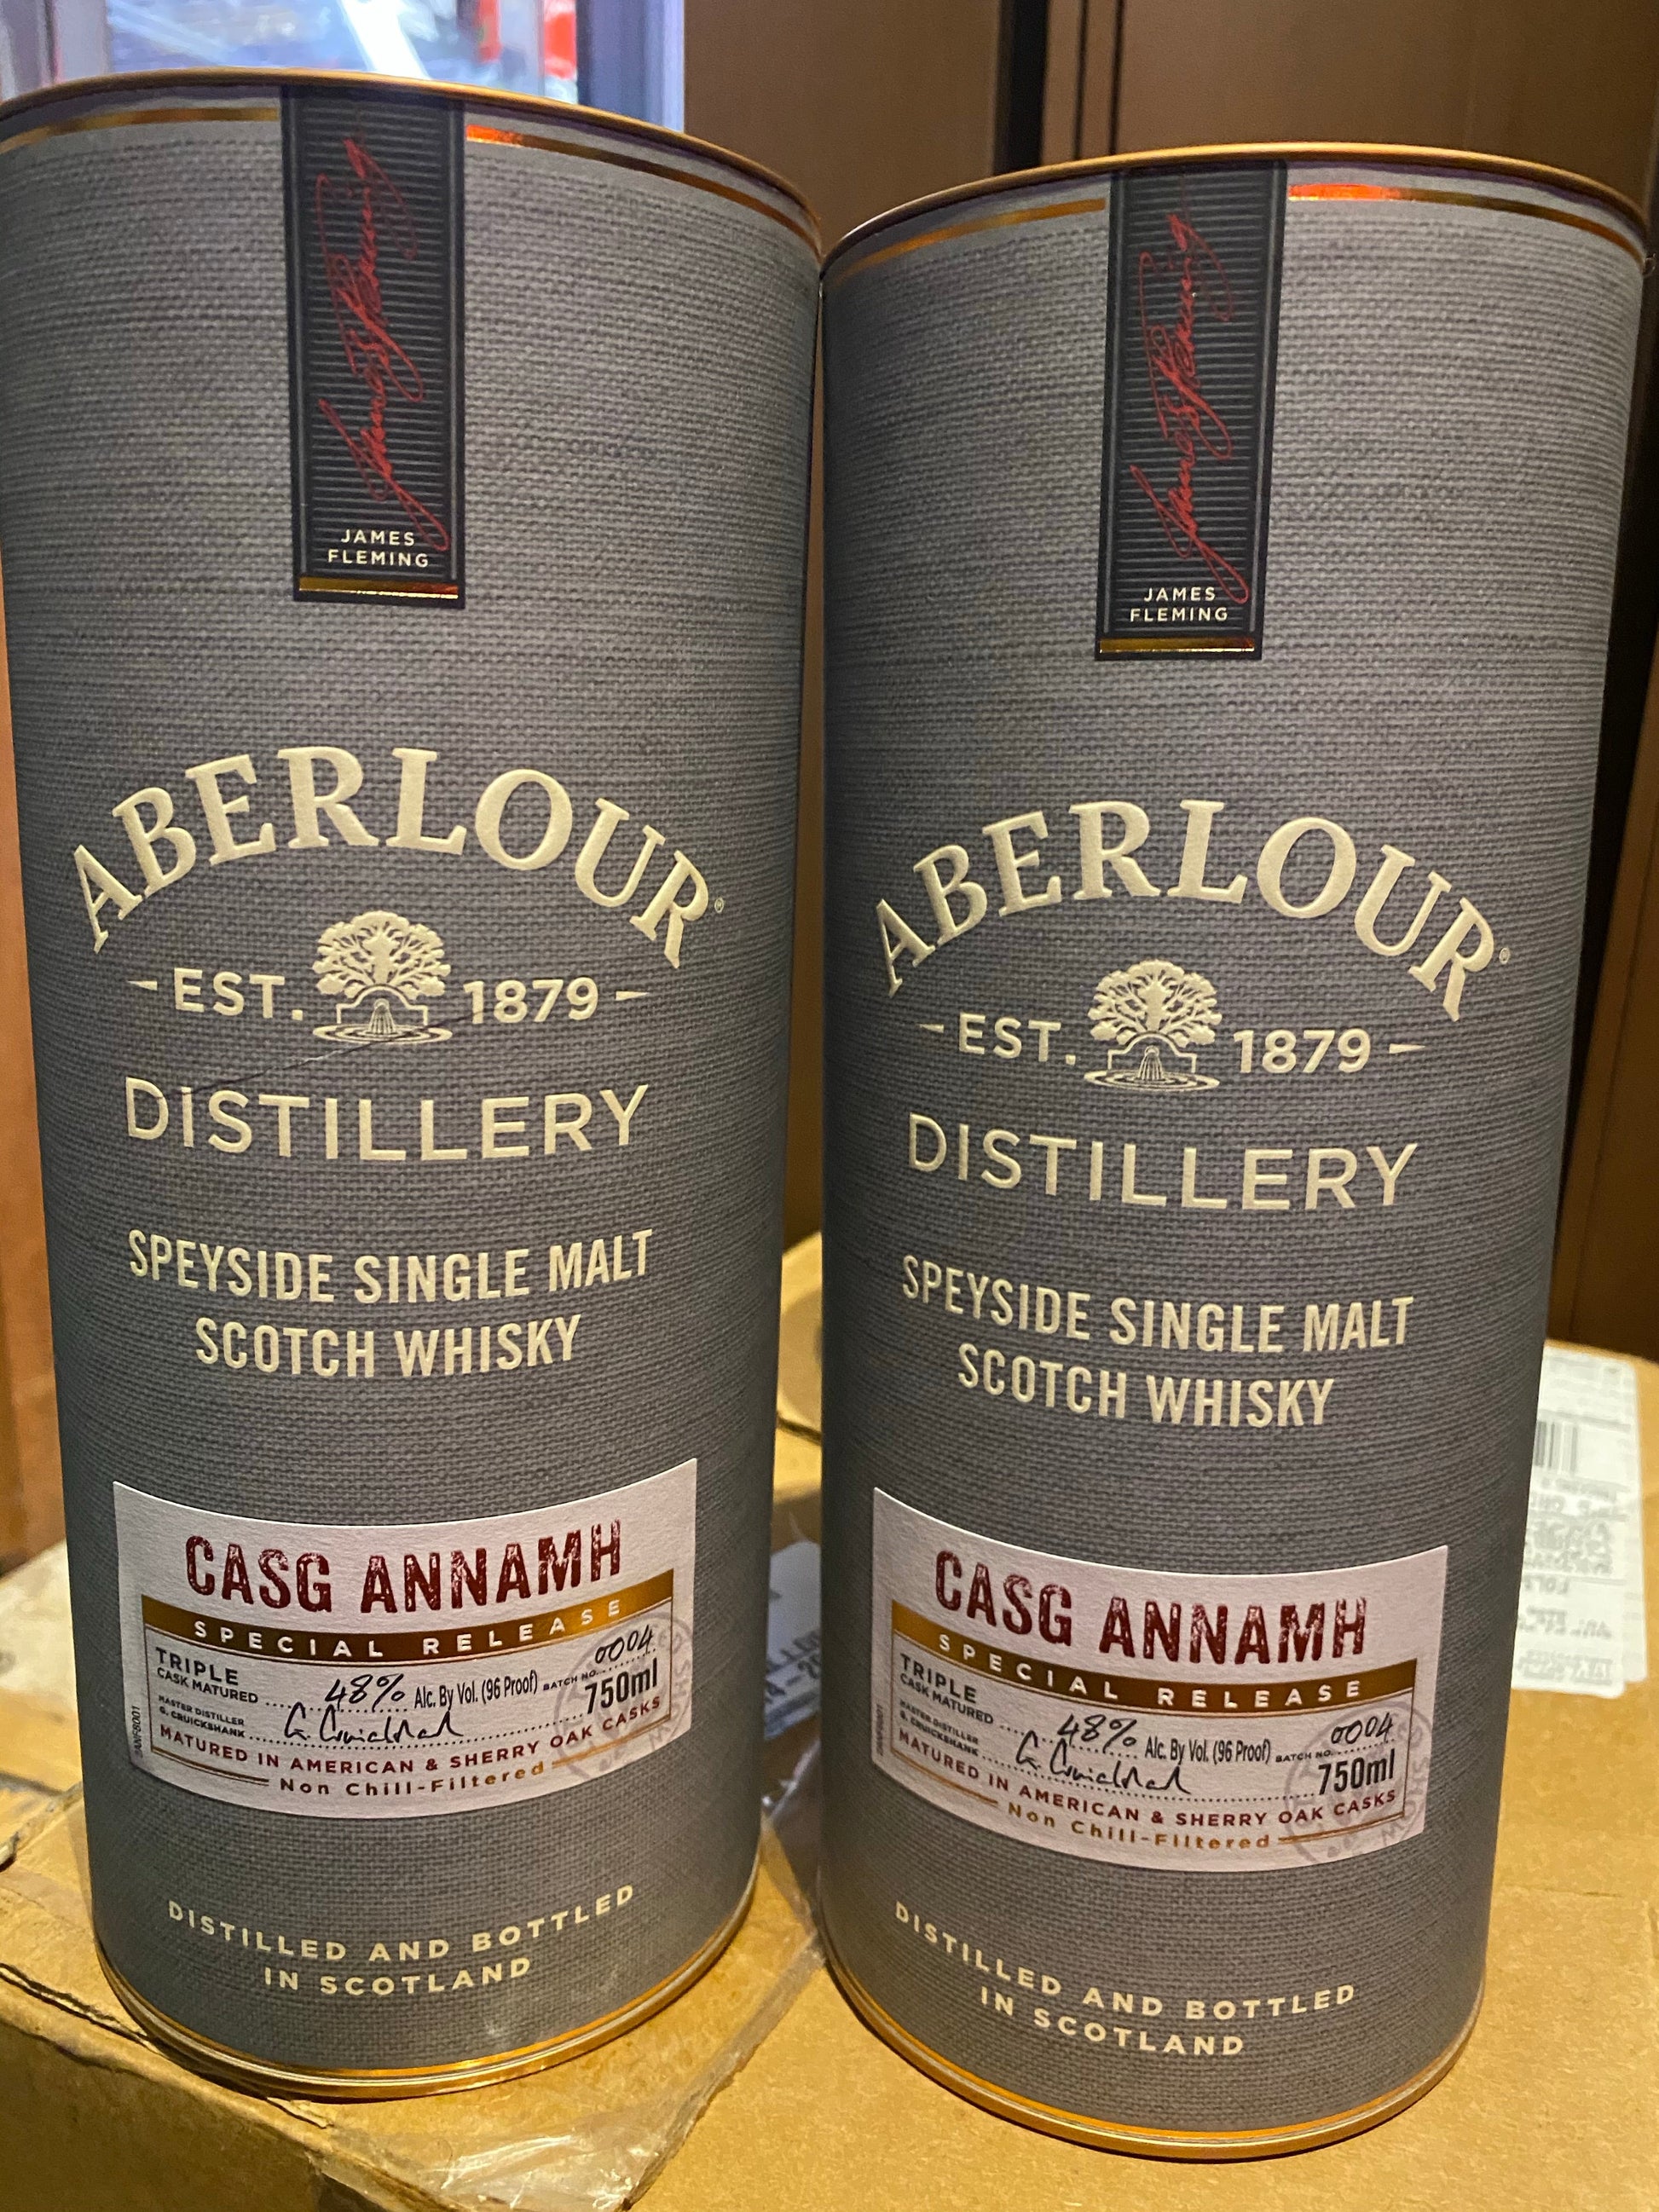 JAMES
FLEMING
ABERLOUR®
EST. 1879
DISTILLERY
SPEYSIDE SINGLE MALT
SCOTCH WHISKY
CASG ANNAMH
SPECIAL RELEASE
TRIPLE
CASK MATURED 48% Alc. By Vol. (96 Proof) BATCH NO. 0004
MASTER DISTILLER
G. CRUICKSHANK G Cruickshank 750ml
MATURED IN AMERICAN & SHERRY OAK CASKS
Non Chill-Filtered
DISTILLED AND BOTTLED
IN SCOTLAND
JAMES
FLEMING
ABERLOUR®
EST. 1879
DISTILLERY
SPEYSIDE SINGLE MALT
SCOTCH WHISKY
CASG ANNAMH
SPECIAL RELEASE
TRIPLE
CASK MATURED 48% Alc. By Vol. (96 Proof) BATCH NO. 0004
MASTER DISTILLER
G. CRUICKSHANK G Cruickshank 750ml
MATURED IN AMERICAN & SHERRY OAK CASKS
Non Chill-Filtered
DISTILLED AND BOTTLED
IN SCOTLAND